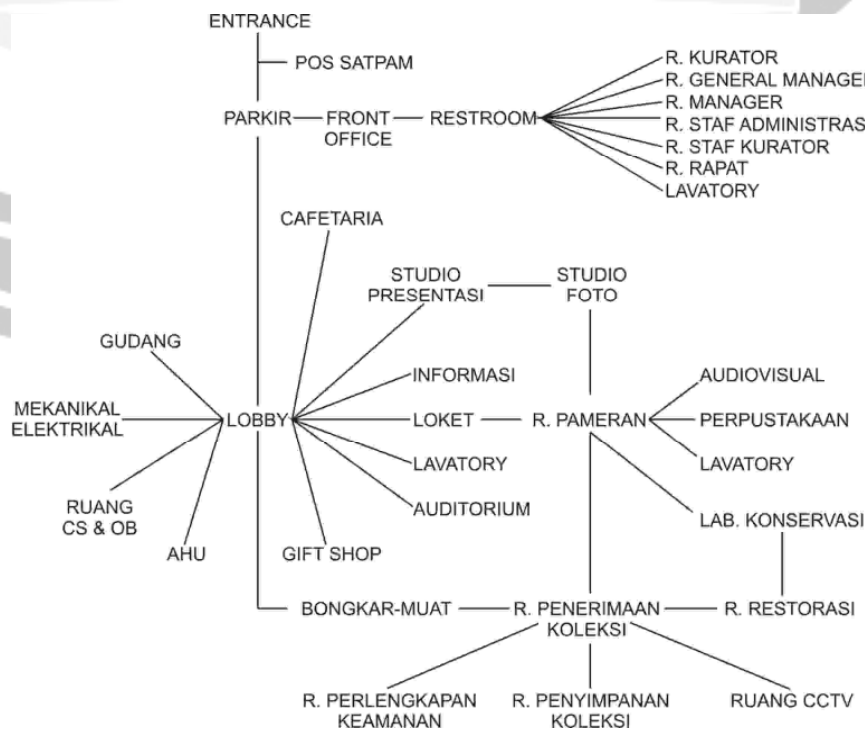 ENTRANCE
POS SATPAM
PARKIR
FRONT
OFFICE
RESTROOM
R. KURATOR
R. GENERAL MANAGER
R. MANAGER
R. STAF ADMINISTRAS
R. STAF KURATOR
R. RAPAT
LAVATORY
CAFETARIA
STUDIO
PRESENTASI
STUDIO
FOTO
GUDANG
MEKANIKAL
ELEKTRIKAL
RUANG
CS & OB
AHU
LOBBY
INFORMASI
LOKET
LAVATORY
AUDITORIUM
GIFT SHOP
R. PAMERAN
AUDIOVISUAL
PERPUSTAKAAN
LAVATORY
LAB. KONSERVASI
BONGKAR-MUAT
R. PENERIMAAN
KOLEKSI
R. RESTORASI
R. PERLENGKAPAN
KEAMANAN
R. PENYIMPANAN
KOLEKSI
RUANG CCTV